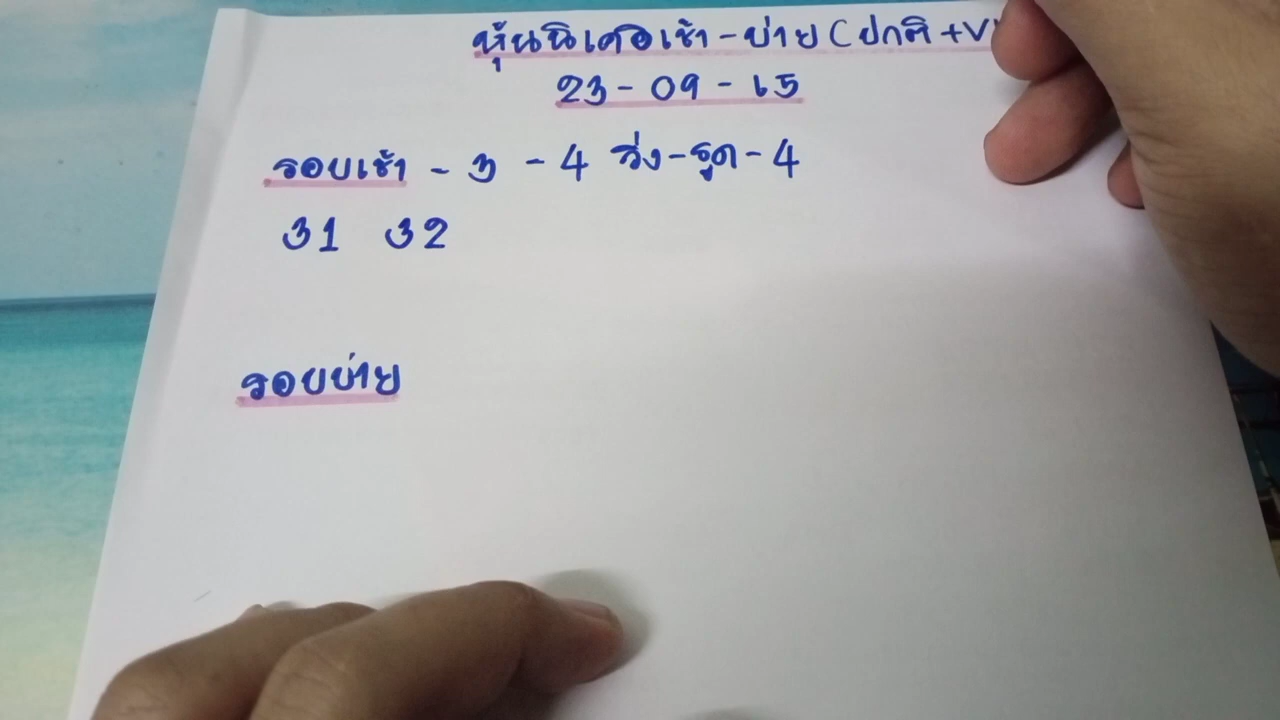 หุ้นนิเคอิเช้า - บ่าย ( ปกติ + V
23 - 09 - 65
รอบเช้า - 3 - 4 วิ่ง - รูด - 4
31 32
รอบบ่าย